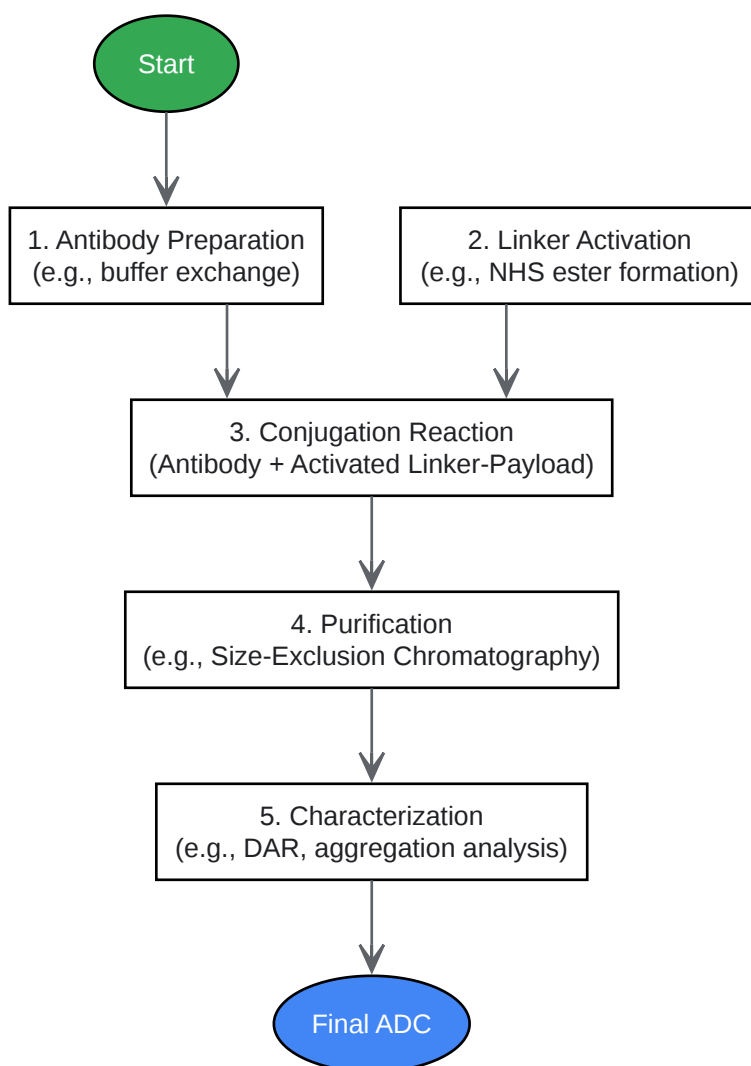 Start
1. Antibody Preparation
(e.g., buffer exchange)
2. Linker Activation
(e.g., NHS ester formation)
3. Conjugation Reaction
(Antibody + Activated Linker-Payload)
4. Purification
(e.g., Size-Exclusion Chromatography)
5. Characterization
(e.g., DAR, aggregation analysis)
Final ADC